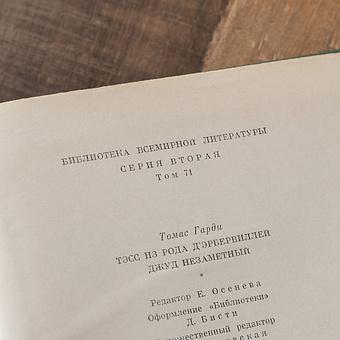 БИБЛИОТЕКА ВСЕМИРНОЙ ЛИТЕРАТУРЫ
СЕРИЯ ВТОРАЯ
Том 71
Томас Гарди
ТЭСС ИЗ РОДА Д'ЭРБЕРВИЛЛЕЙ
ДЖУД НЕЗАМЕТНЫЙ
*
Редактор Е. Осенева
Оформление «Библиотеки»
Д. Бисти
редактор